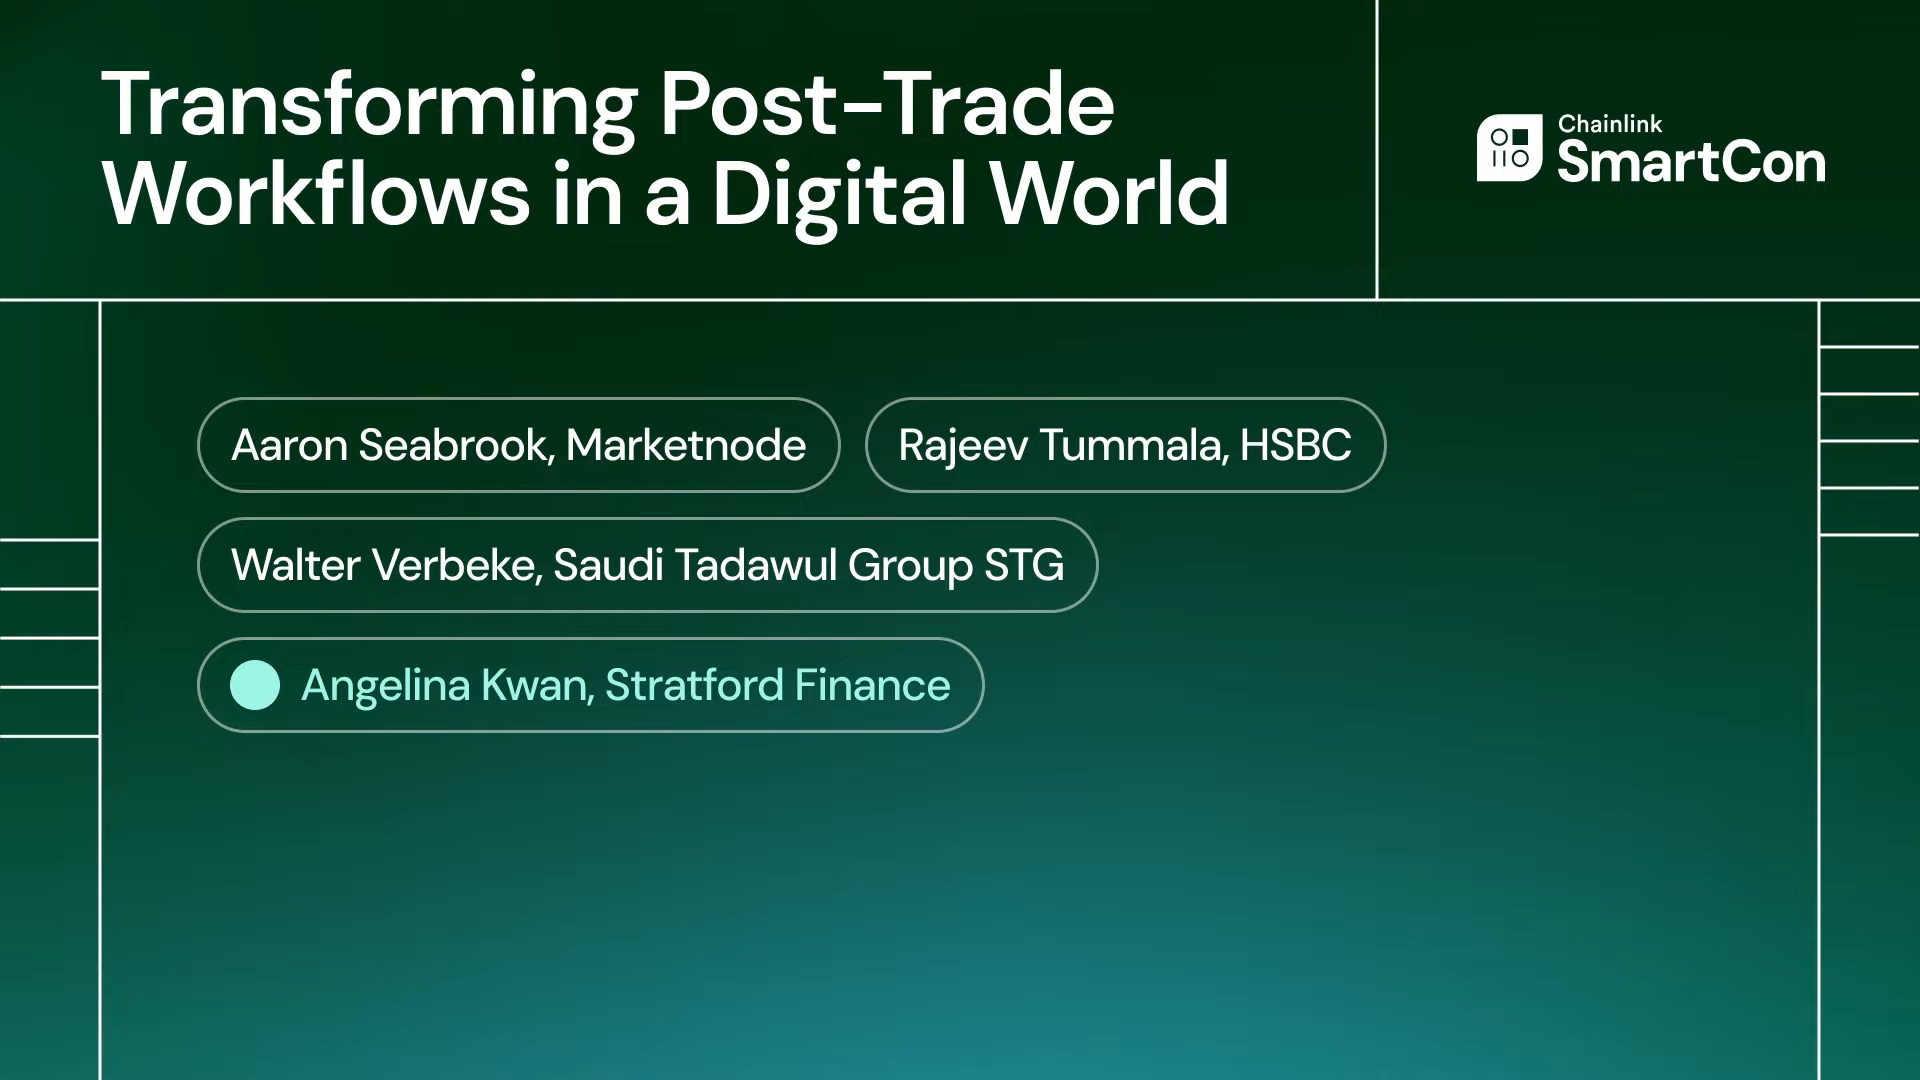 Transforming Post-Trade
Workflows in a Digital World
Chainlink
SmartCon
Aaron Seabrook, Marketnode
Rajeev Tummala, HSBC
Walter Verbeke, Saudi Tadawul Group STG
Angelina Kwan, Stratford Finance